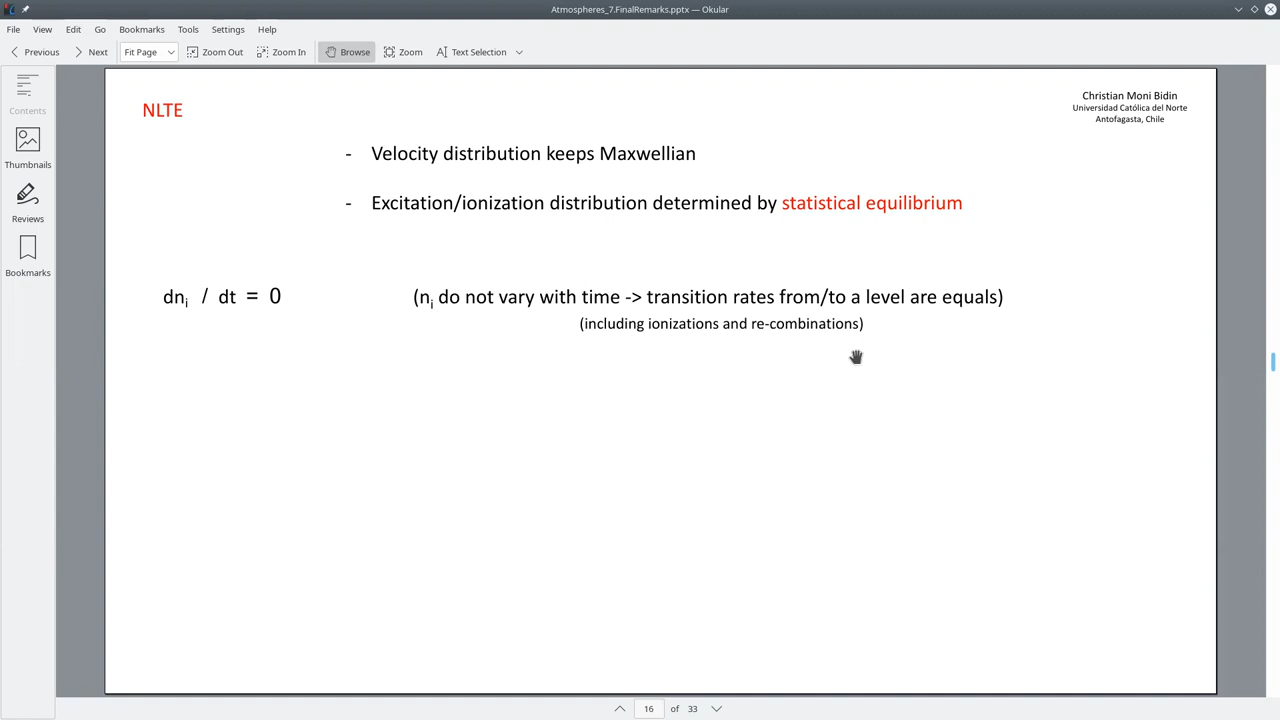 Atmospheres_7.FinalRemarks.pptx — Okular
File View Edit Go Bookmarks Tools Settings Help
Previous Next Fit Page Zoom Out Zoom In Browse Zoom Text Selection
Contents
Thumbnails
Reviews
Bookmarks
Christian Moni Bidin
Universidad Católica del Norte
Antofagasta, Chile
NLTE
- Velocity distribution keeps Maxwellian
- Excitation/ionization distribution determined by statistical equilibrium
dni / dt = 0 (ni do not vary with time -> transition rates from/to a level are equals)
(including ionizations and re-combinations)
16 of 33